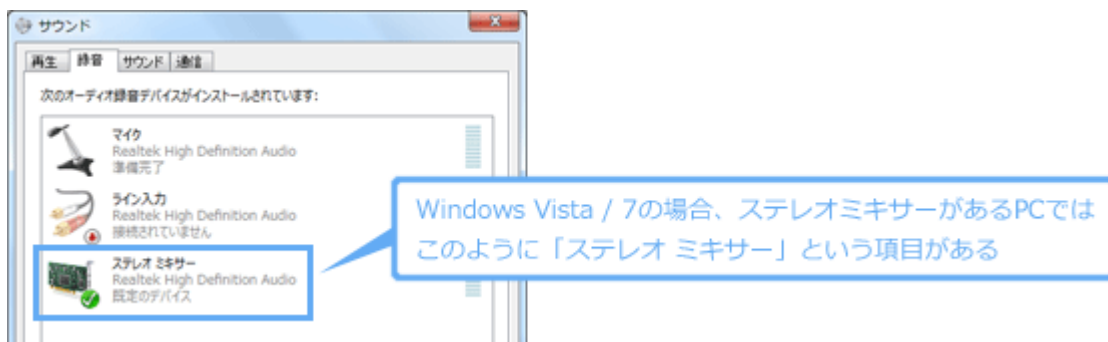 サウンド
再生 録音 サウンド 通信
次のオーディオ録音デバイスがインストールされています:
マイク
Realtek High Definition Audio
準備完了
ライン入力
Realtek High Definition Audio
接続されていません
ステレオ ミキサー
Realtek High Definition Audio
既定のデバイス
Windows Vista / 7の場合、ステレオミキサーがあるPCでは
このように「ステレオ ミキサー」という項目がある